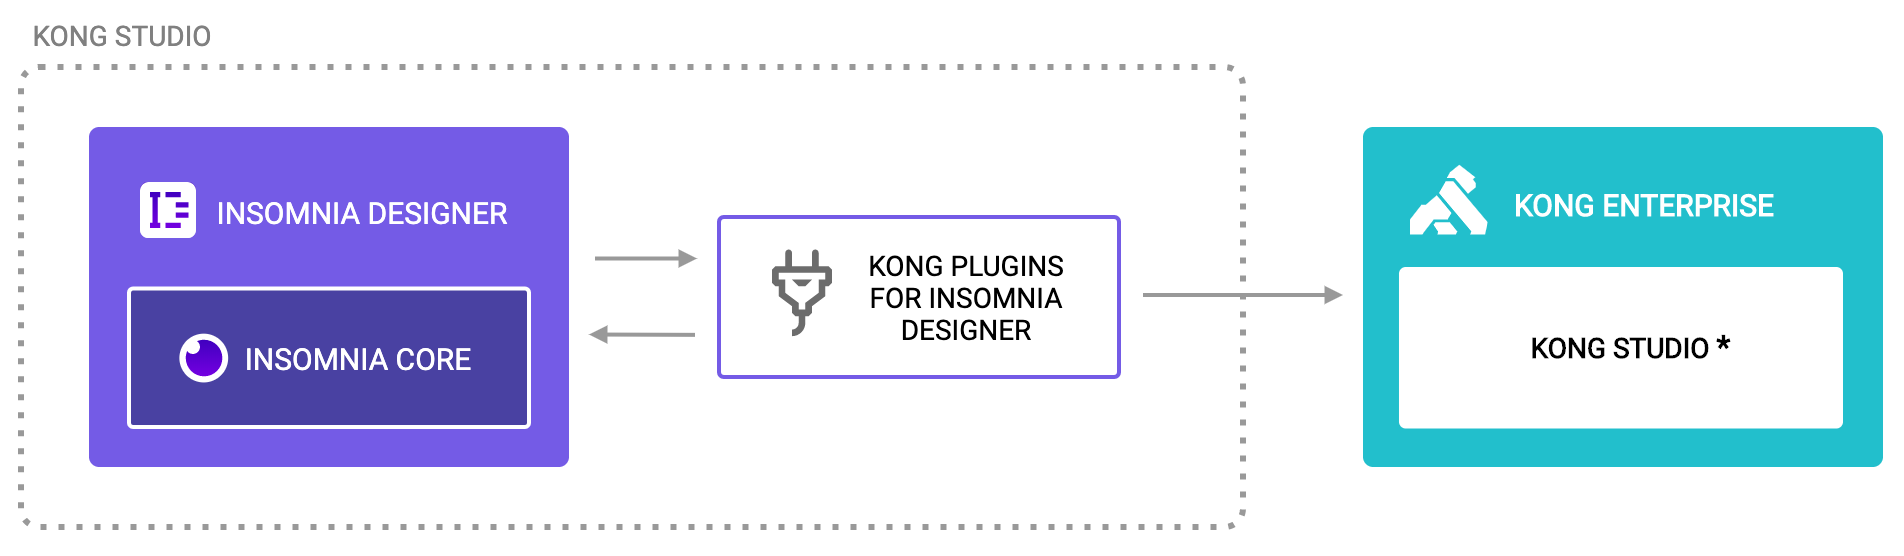 KONG STUDIO
INSOMNIA DESIGNER
INSOMNIA CORE
KONG PLUGINS
FOR INSOMNIA
DESIGNER
KONG ENTERPRISE
KONG STUDIO *